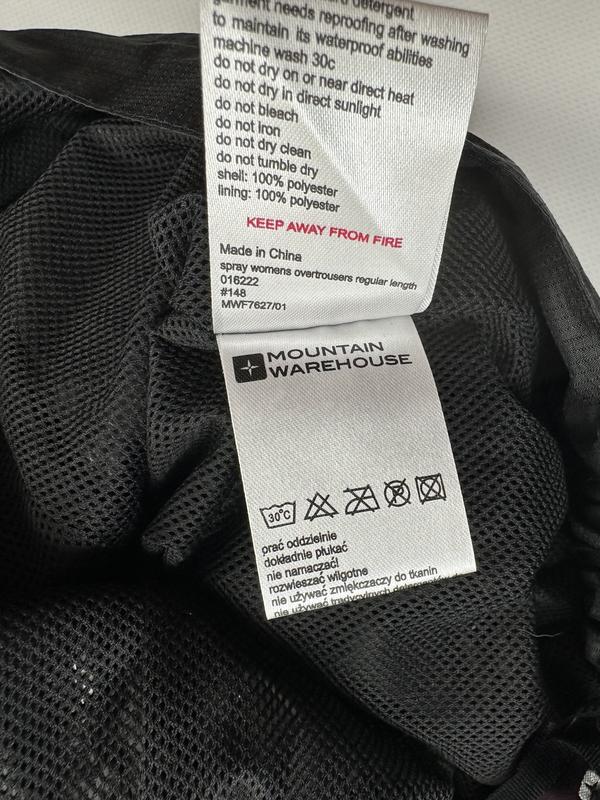 detergent
garment needs reproofing after washing
to maintain its waterproof abilities
machine wash 30c
do not dry on or near direct heat
do not dry in direct sunlight
do not bleach
do not iron
do not dry clean
do not tumble dry
shell: 100% polyester
lining: 100% polyester
KEEP AWAY FROM FIRE
Made in China
spray womens overtrousers regular length
016222
#148
MWF7627/01
MOUNTAIN
WAREHOUSE
30°C P
prać oddzielnie
dokładnie płukać
nie namaczać!
rozwieszać wilgotne
nie używać zmiękczaczy do tkanin
nie używać tradycyjnych